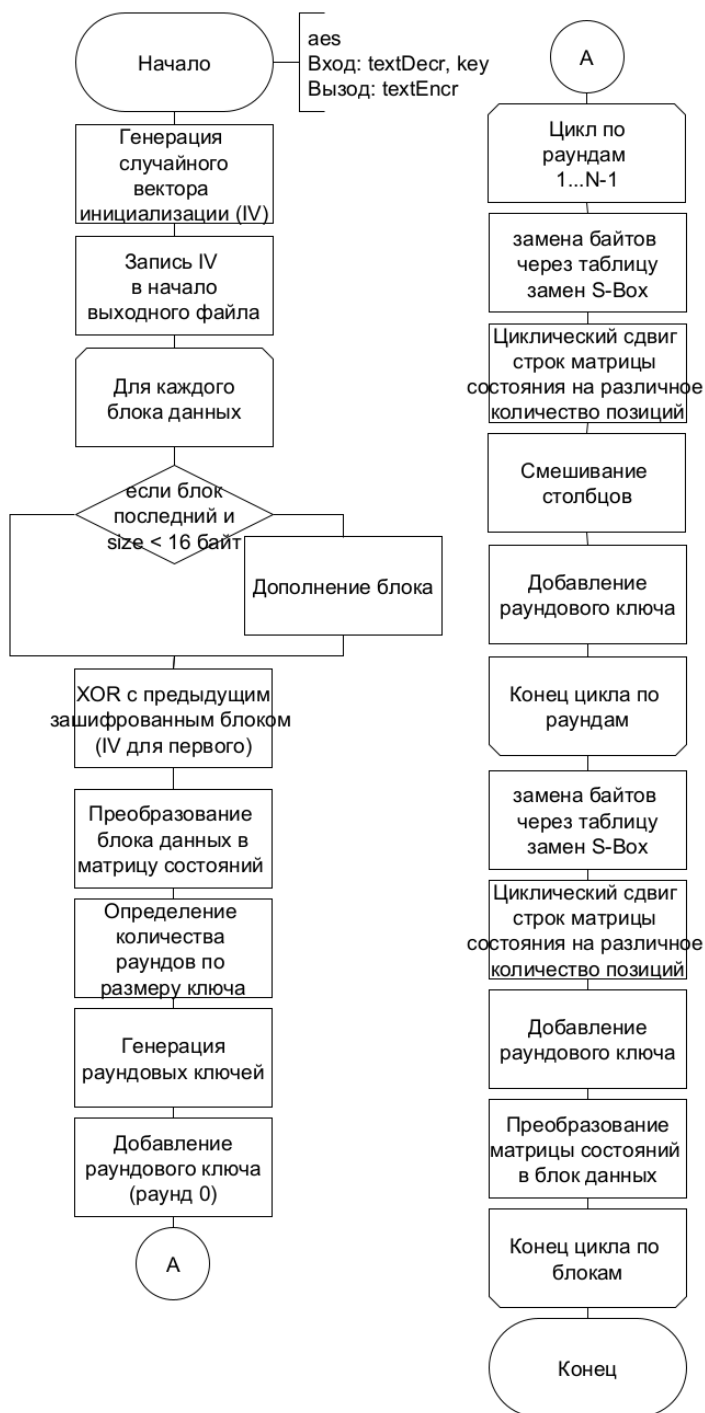 Начало
aes
Вход: textDecr, key
Вызод: textEncr
Генерация
случайного
вектора
инициализации (IV)
Запись IV
в начало
выходного файла
Для каждого
блока данных
если блок
последний и
size < 16 байт
Дополнение блока
XOR с предыдущим
зашифрованным блоком
(IV для первого)
Преобразование
блока данных в
матрицу состояний
Определение
количества
раундов по
размеру ключа
Генерация
раундовых ключей
Добавление
раундового ключа
(раунд 0)
A
A
Цикл по
раундам
1...N-1
замена байтов
через таблицу
замен S-Box
Циклический сдвиг
строк матрицы
состояния на различное
количество позиций
Смешивание
столбцов
Добавление
раундового ключа
Конец цикла по
раундам
замена байтов
через таблицу
замен S-Box
Циклический сдвиг
строк матрицы
состояния на различное
количество позиций
Добавление
раундового ключа
Преобразование
матрицы состояний
в блок данных
Конец цикла по
блокам
Конец